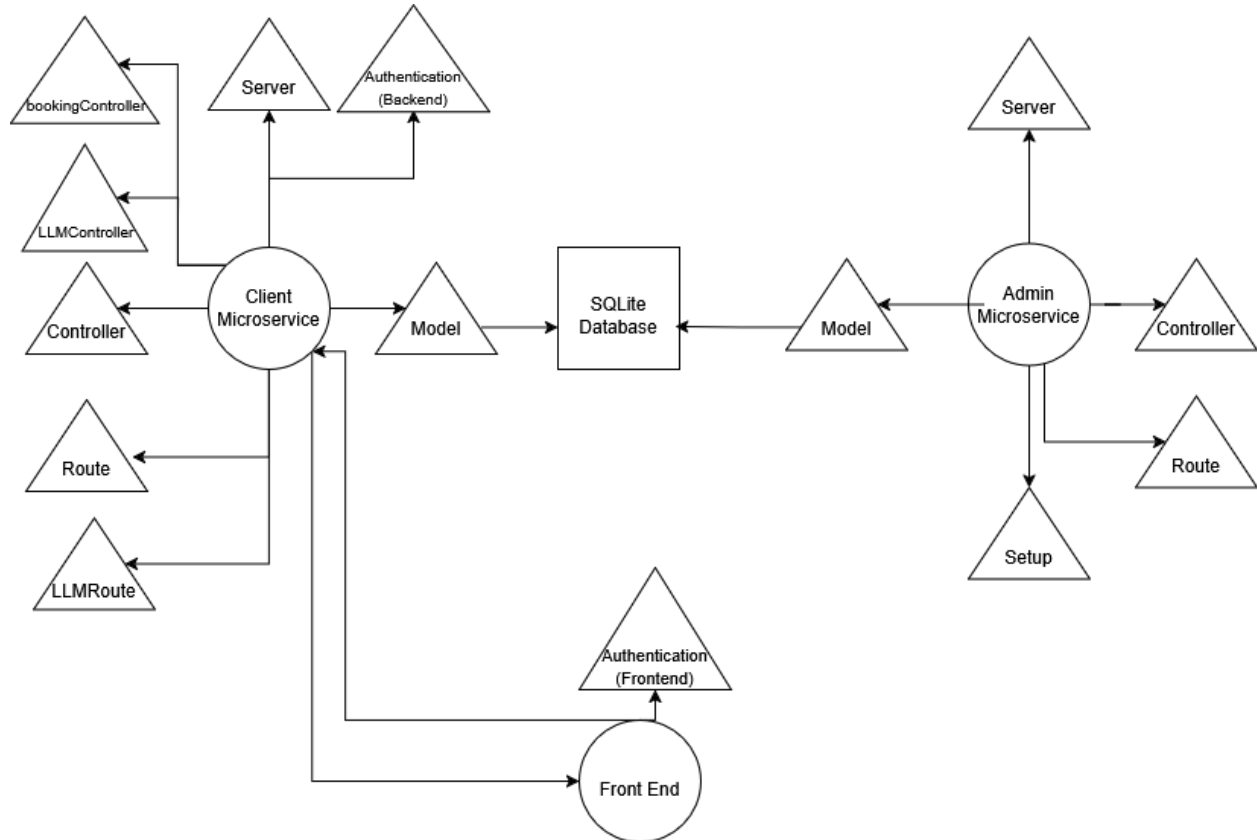 bookingController
Server
Authentication
(Backend)
Server
LLMController
Controller
Client
Microservice
Model
SQLite
Database
Model
Admin
Microservice
Controller
Route
Route
LLMRoute
Setup
Authentication
(Frontend)
Front End